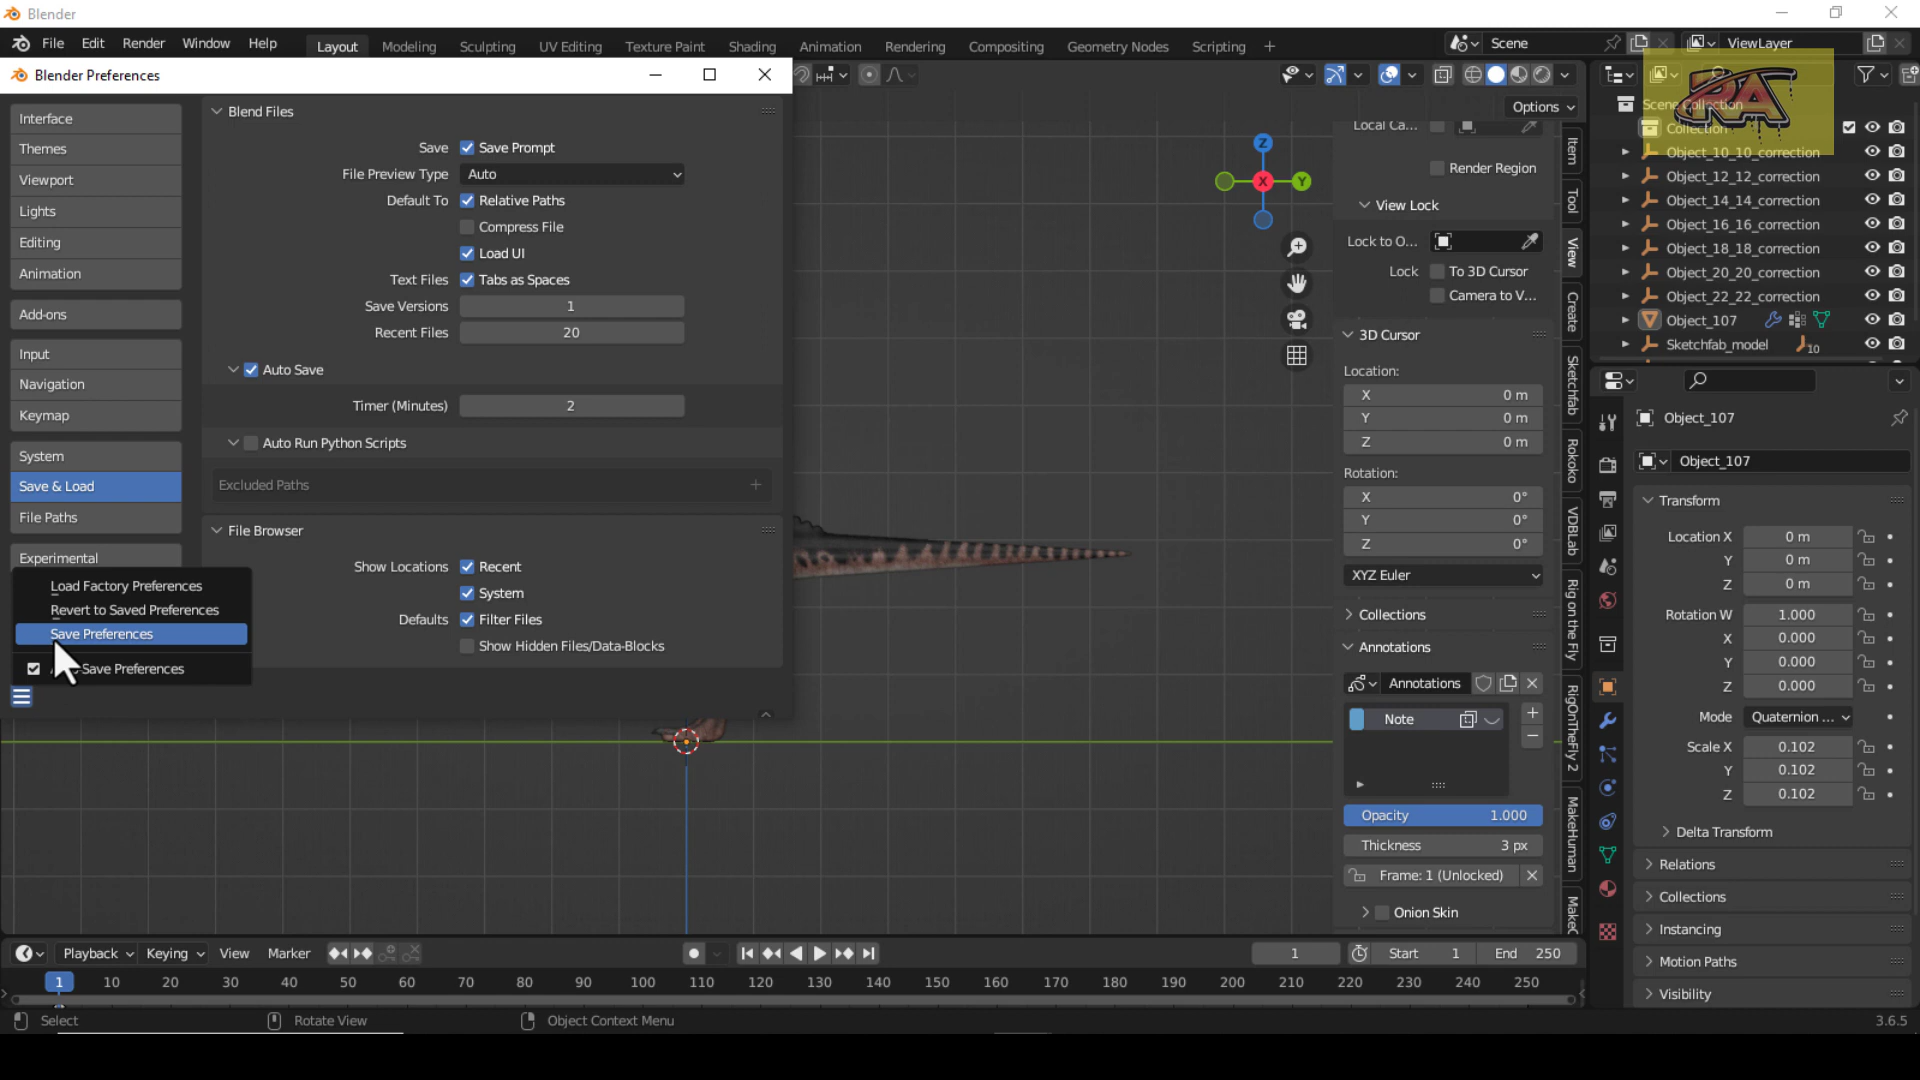 Blender
File Edit Render Window Help Layout Modeling Sculpting UV Editing Texture Paint Shading Animation Rendering Compositing Geometry Nodes Scripting + Scene ViewLayer
Blender Preferences
Interface
Themes
Viewport
Lights
Editing
Animation
Add-ons
Input
Navigation
Keymap
System
Save & Load
File Paths
Experimental
Load Factory Preferences
Revert to Saved Preferences
Save Preferences
Save Preferences
Blend Files
Save Save Prompt
File Preview Type Auto
Default To Relative Paths
Compress File
Load UI
Text Files Tabs as Spaces
Save Versions 1
Recent Files 20
Auto Save
Timer (Minutes) 2
Auto Run Python Scripts
Excluded Paths +
File Browser
Show Locations Recent
System
Defaults Filter Files
Show Hidden Files/Data-Blocks
Options
Z
X Y
Local Ca...
Render Region
View Lock
Lock to O...
Lock To 3D Cursor
Camera to V...
3D Cursor
Location:
X 0 m
Y 0 m
Z 0 m
Rotation:
X 0°
Y 0°
Z 0°
XYZ Euler
Collections
Annotations
Annotations
Note
Opacity 1.000
Thickness 3 px
Frame: 1 (Unlocked)
Onion Skin
Item
Tool
View
Create
Sketchfab
Rokoko
VDBLab
Rig on the Fly
RigOnTheFly 2
MakeHuman
MakeC
RA
Scene Collection
Collection
Object_10_10_correction
Object_12_12_correction
Object_14_14_correction
Object_16_16_correction
Object_18_18_correction
Object_20_20_correction
Object_22_22_correction
Object_107
Sketchfab_model 10
Object_107
Object_107
Transform
Location X 0 m
Y 0 m
Z 0 m
Rotation W 1.000
X 0.000
Y 0.000
Z 0.000
Mode Quaternion ...
Scale X 0.102
Y 0.102
Z 0.102
Delta Transform
Relations
Collections
Instancing
Motion Paths
Visibility
Playback Keying View Marker 1 Start 1 End 250
1 10 20 30 40 50 60 70 80 90 100 110 120 130 140 150 160 170 180 190 200 210 220 230 240 250
Select Rotate View Object Context Menu 3.6.5